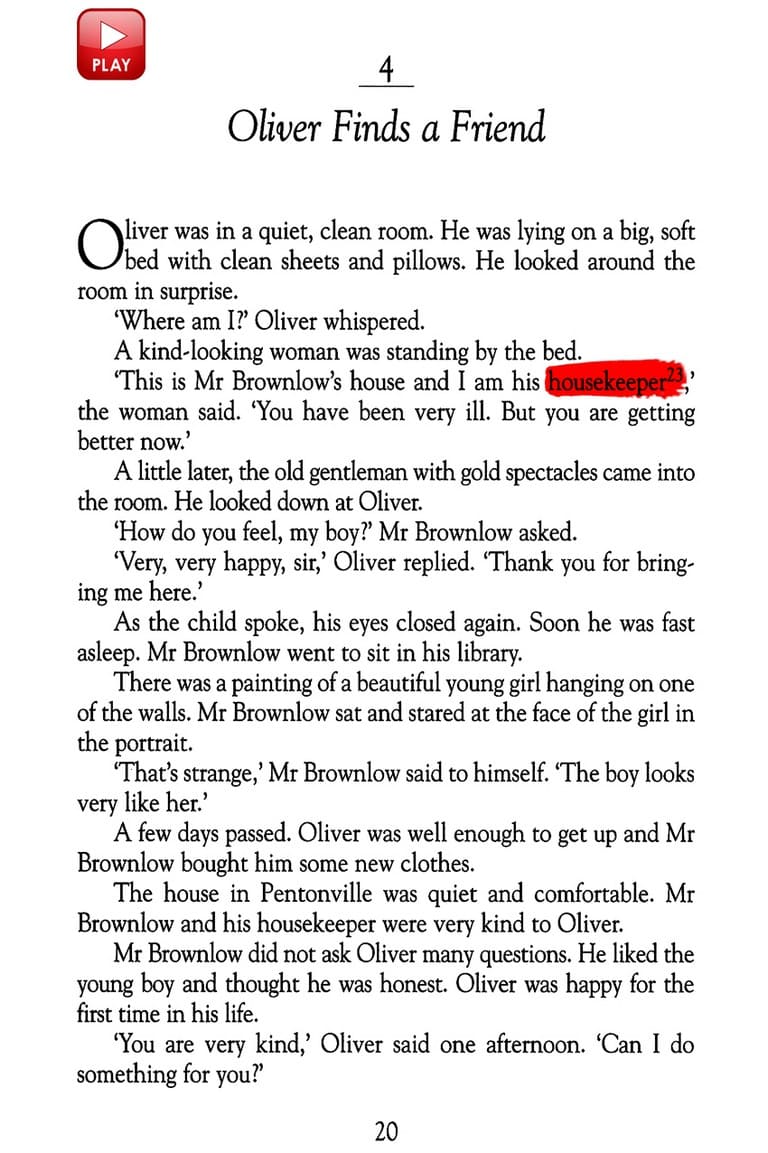 PLAY
4
Oliver Finds a Friend
Oliver was in a quiet, clean room. He was lying on a big, soft
bed with clean sheets and pillows. He looked around the
room in surprise.
‘Where am I?’ Oliver whispered.
A kind-looking woman was standing by the bed.
‘This is Mr Brownlow’s house and I am his housekeeper²³,’
the woman said. ‘You have been very ill. But you are getting
better now.’
A little later, the old gentleman with gold spectacles came into
the room. He looked down at Oliver.
‘How do you feel, my boy?’ Mr Brownlow asked.
‘Very, very happy, sir,’ Oliver replied. ‘Thank you for bring-
ing me here.’
As the child spoke, his eyes closed again. Soon he was fast
asleep. Mr Brownlow went to sit in his library.
There was a painting of a beautiful young girl hanging on one
of the walls. Mr Brownlow sat and stared at the face of the girl in
the portrait.
‘That’s strange,’ Mr Brownlow said to himself. ‘The boy looks
very like her.’
A few days passed. Oliver was well enough to get up and Mr
Brownlow bought him some new clothes.
The house in Pentonville was quiet and comfortable. Mr
Brownlow and his housekeeper were very kind to Oliver.
Mr Brownlow did not ask Oliver many questions. He liked the
young boy and thought he was honest. Oliver was happy for the
first time in his life.
‘You are very kind,’ Oliver said one afternoon. ‘Can I do
something for you?’
20